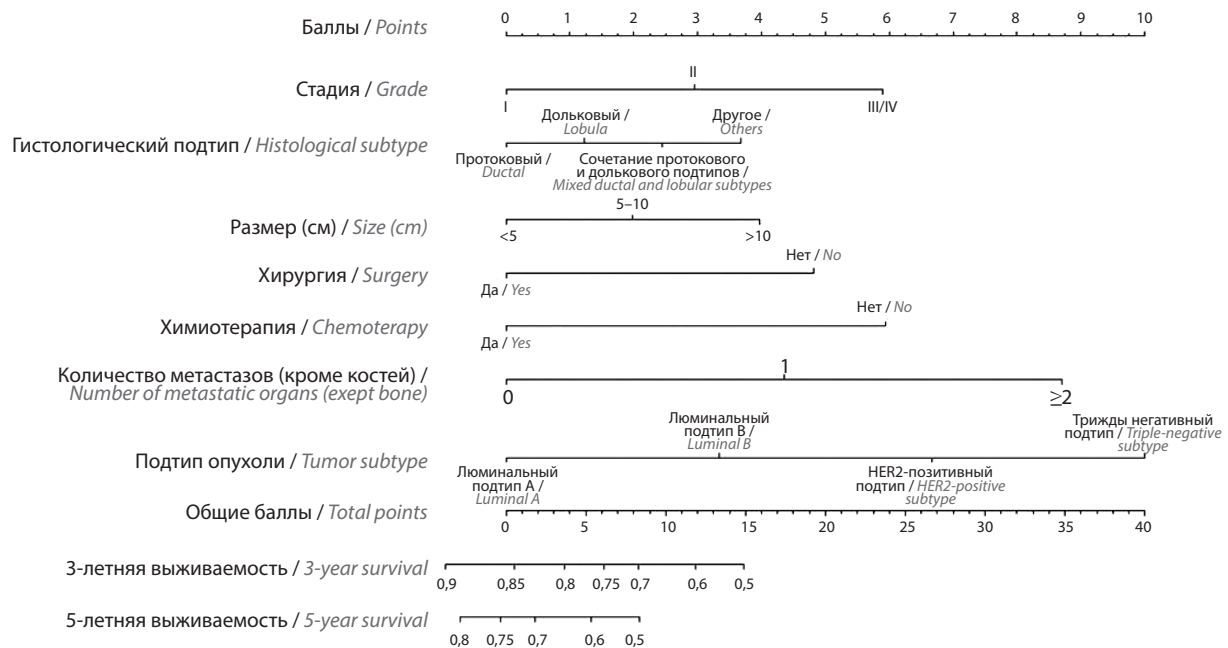 Баллы / Points
0 1 2 3 4 5 6 7 8 9 10
Стадия / Grade
II
I
III/IV
Гистологический подтип / Histological subtype
Дольковый /
Lobula
Другое /
Others
Протоковый /
Ductal
Сочетание протокового
и долькового подтипов /
Mixed ductal and lobular subtypes
Размер (см) / Size (cm)
5–10
<5
>10
Хирургия / Surgery
Нет / No
Да / Yes
Химиотерапия / Chemoterapy
Нет / No
Да / Yes
Количество метастазов (кроме костей) /
Number of metastatic organs (exept bone)
1
0
≥2
Подтип опухоли / Tumor subtype
Люминальный
подтип B /
Luminal B
Трижды негативный
подтип / Triple-negative
subtype
Люминальный
подтип A /
Luminal A
HER2-позитивный
подтип / HER2-positive
subtype
Общие баллы / Total points
0 5 10 15 20 25 30 35 40
3-летняя выживаемость / 3-year survival
0,9 0,85 0,8 0,75 0,7 0,6 0,5
5-летняя выживаемость / 5-year survival
0,8 0,75 0,7 0,6 0,5